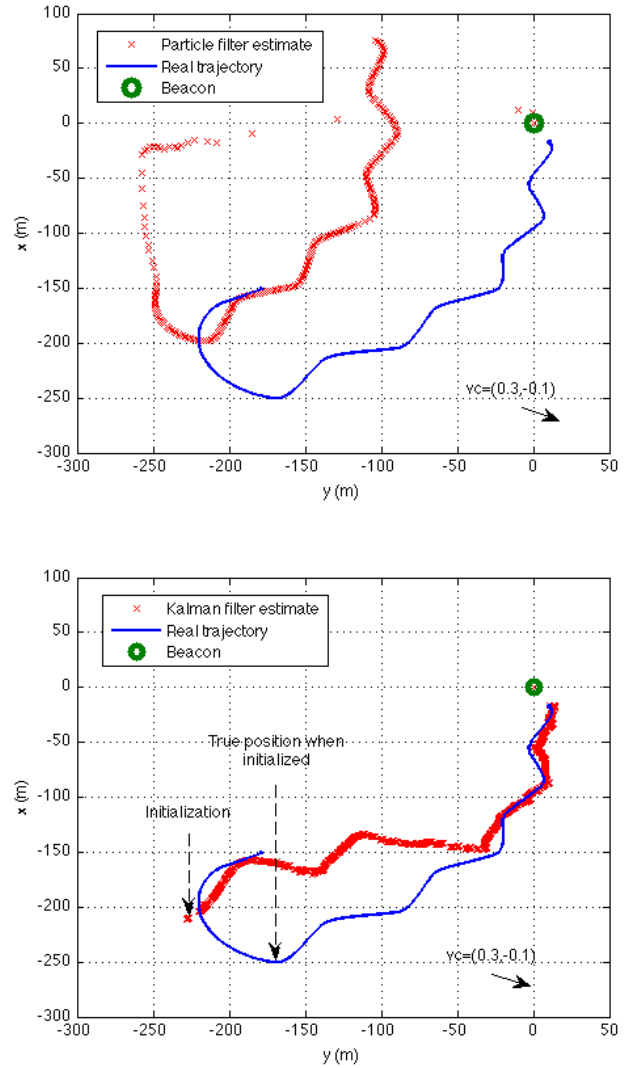 100
50
0
-50
-100
-150
-200
-250
-300
x (m)
Particle filter estimate
Real trajectory
Beacon
vc=(0.3,-0.1)
-300 -250 -200 -150 -100 -50 0 50
y (m)
100
50
0
-50
-100
-150
-200
-250
-300
x (m)
Kalman filter estimate
Real trajectory
Beacon
True position when
initialized
Initialization
vc=(0.3,-0.1)
-300 -250 -200 -150 -100 -50 0 50
y (m)